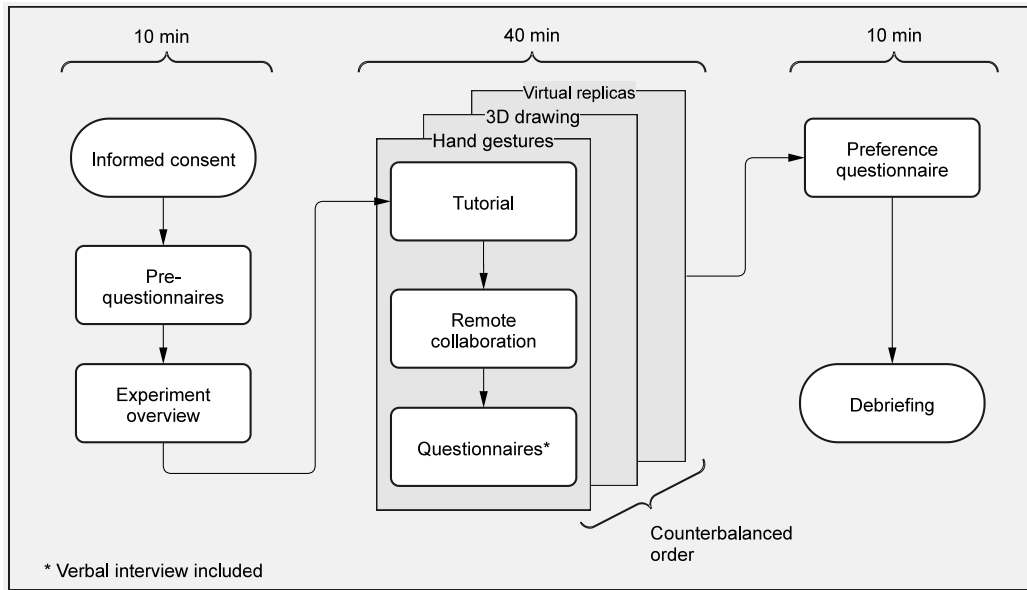 10 min
40 min
10 min
Informed consent
Pre-
questionnaires
Experiment
overview
Virtual replicas
3D drawing
Hand gestures
Tutorial
Remote
collaboration
Questionnaires*
Counterbalanced
order
Preference
questionnaire
Debriefing
* Verbal interview included